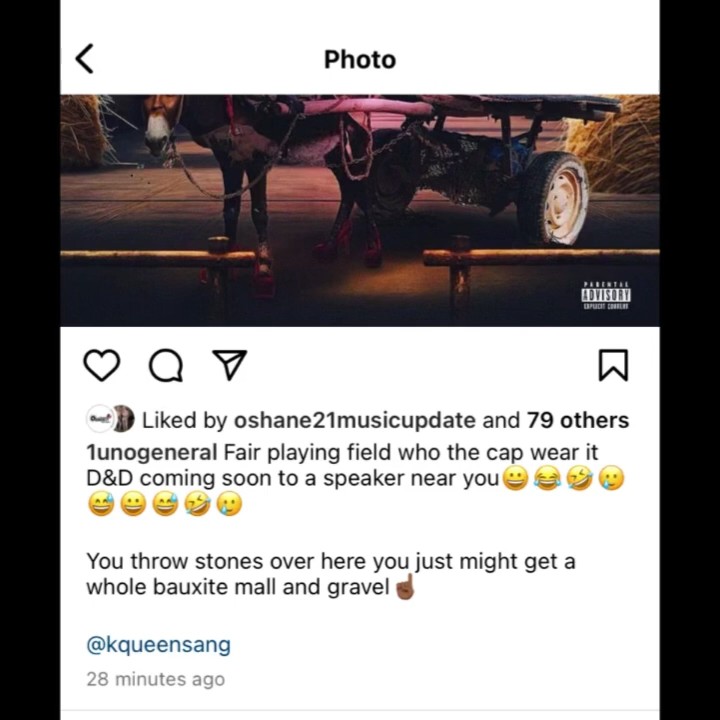 Photo
PARENTAL
ADVISORY
EXPLICIT CONTENT
Liked by oshane21musicupdate and 79 others
1unogeneral Fair playing field who the cap wear it
D&D coming soon to a speaker near you😀😂🤣🥲
😅😀😅🤣🥲
You throw stones over here you just might get a
whole bauxite mall and gravel☝🏾
@kqueensang
28 minutes ago